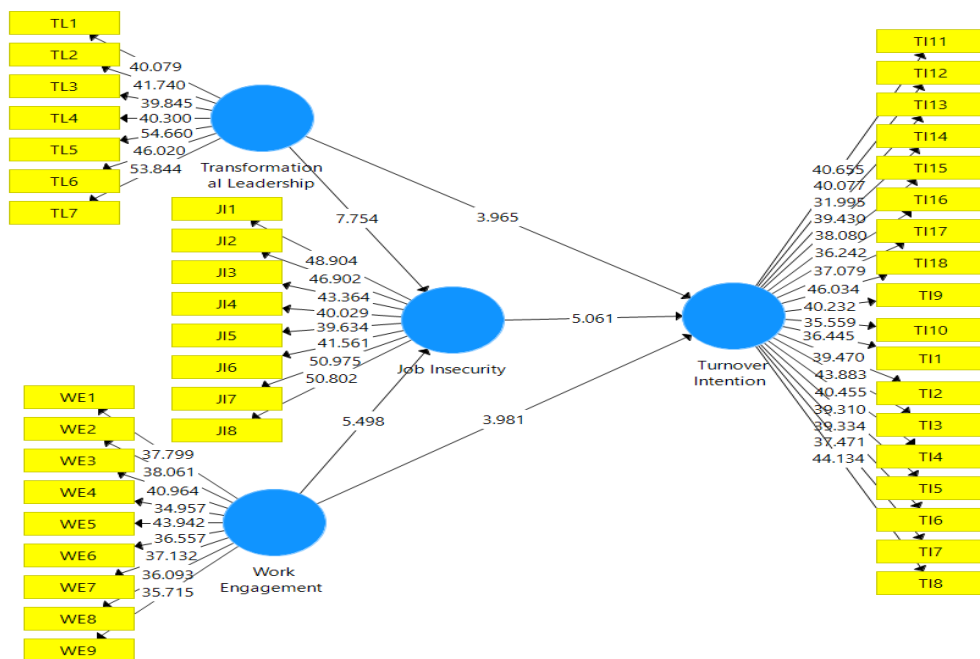 TL1
TL2
TL3
TL4
TL5
TL6
TL7
40.079
41.740
39.845
40.300
54.660
46.020
53.844
Transformation
al Leadership
7.754
3.965
JI1
JI2
JI3
JI4
JI5
JI6
JI7
JI8
48.904
46.902
43.364
40.029
39.634
41.561
50.975
50.802
Job Insecurity
5.061
5.498
3.981
WE1
WE2
WE3
WE4
WE5
WE6
WE7
WE8
WE9
37.799
38.061
40.964
34.957
43.942
36.557
37.132
36.093
35.715
Work
Engagement
Turnover
Intention
40.655
40.077
31.995
39.430
38.080
36.242
37.079
46.034
40.232
35.559
36.445
39.470
43.883
40.455
39.310
39.334
37.471
44.134
TI11
TI12
TI13
TI14
TI15
TI16
TI17
TI18
TI9
TI10
TI1
TI2
TI3
TI4
TI5
TI6
TI7
TI8